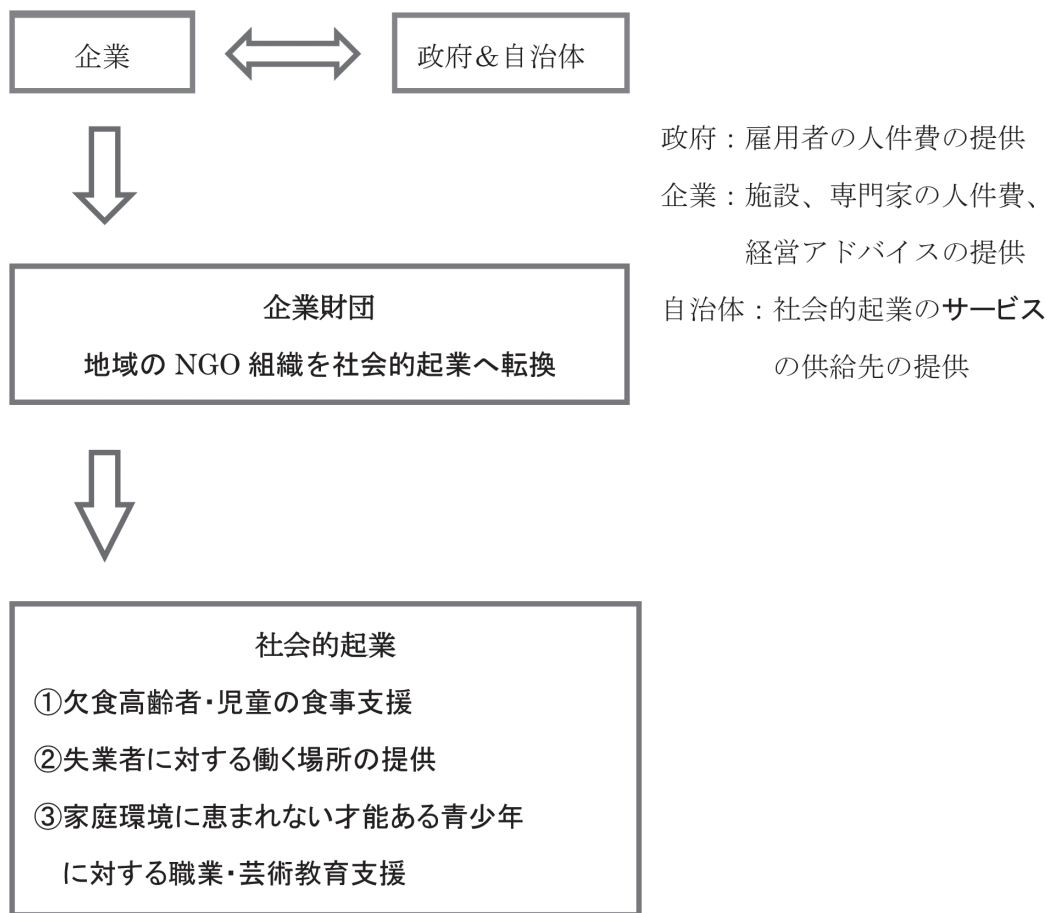 企業
政府&自治体
政府：雇用者の人件費の提供
企業：施設、専門家の人件費、
経営アドバイスの提供
自治体：社会的起業のサービス
の供給先の提供
企業財団
地域の NGO 組織を社会的起業へ転換
社会的起業
①欠食高齢者・児童の食事支援
②失業者に対する働く場所の提供
③家庭環境に恵まれない才能ある青少年
に対する職業・芸術教育支援